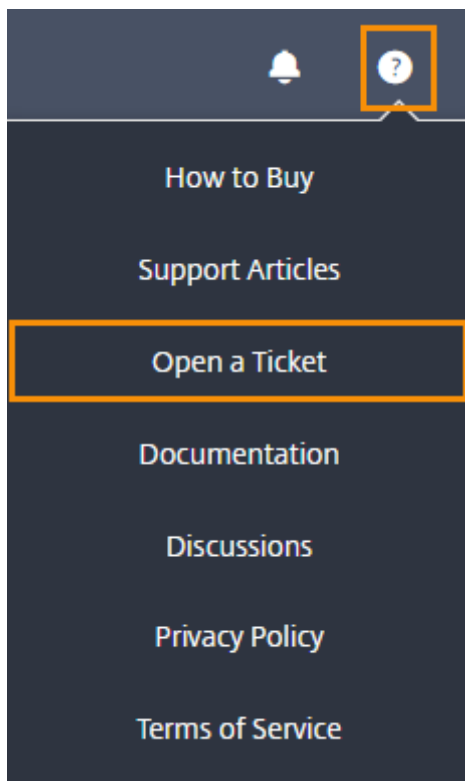 ?
How to Buy
Support Articles
Open a Ticket
Documentation
Discussions
Privacy Policy
Terms of Service